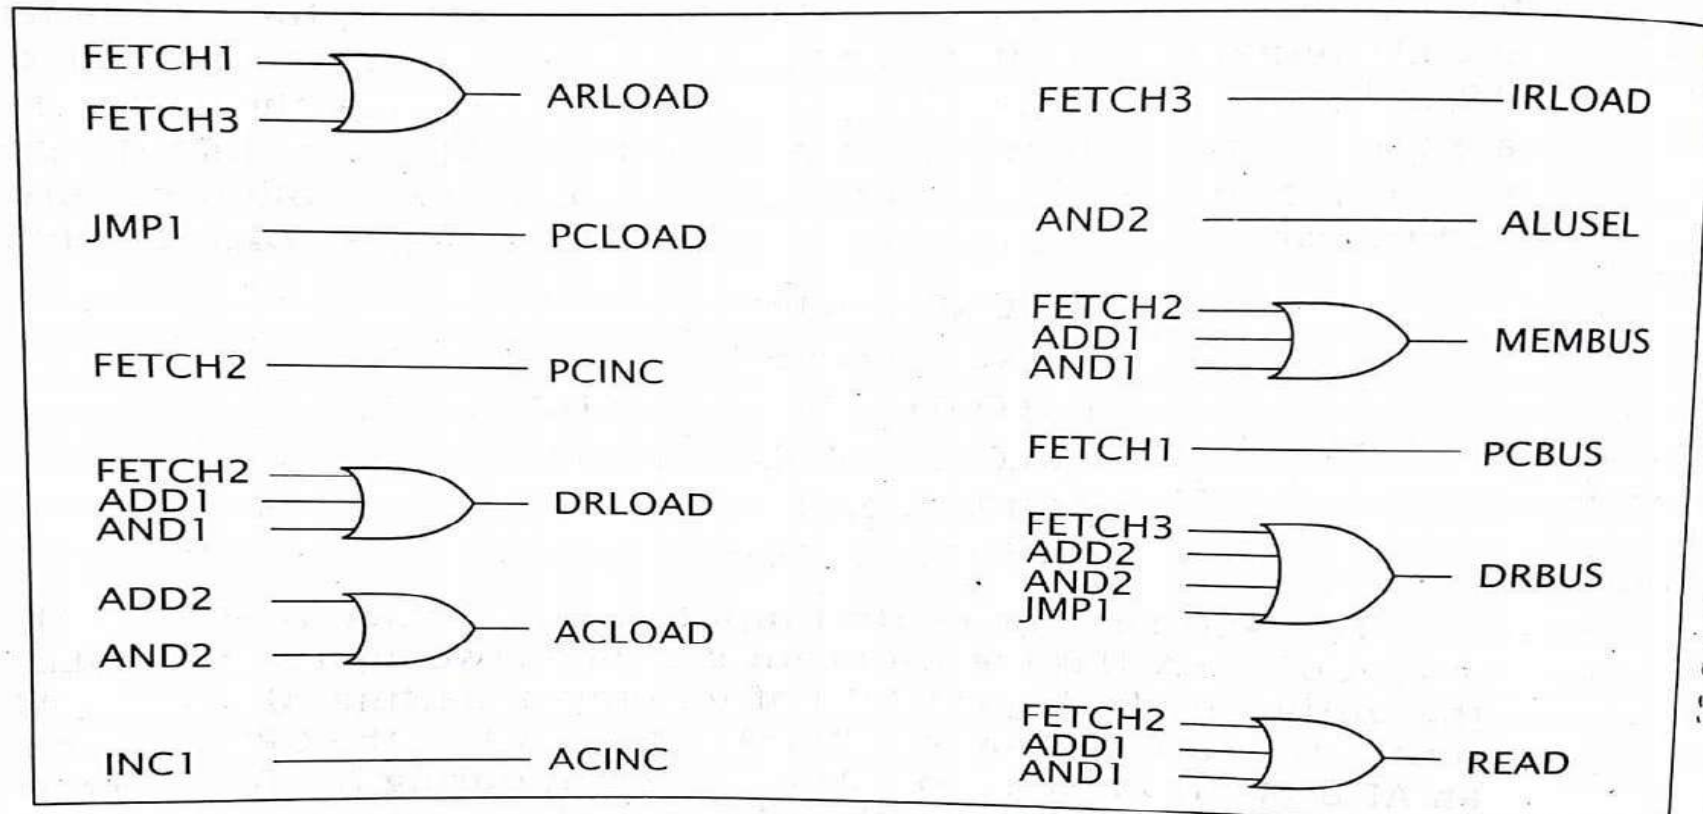 FETCH1
FETCH3
ARLOAD
JMP1
PCLOAD
FETCH2
PCINC
FETCH2
ADD1
AND1
DRLOAD
ADD2
AND2
ACLOAD
INC1
ACINC
FETCH3
IRLOAD
AND2
ALUSEL
FETCH2
ADD1
AND1
MEMBUS
FETCH1
PCBUS
FETCH3
ADD2
AND2
JMP1
DRBUS
FETCH2
ADD1
AND1
READ